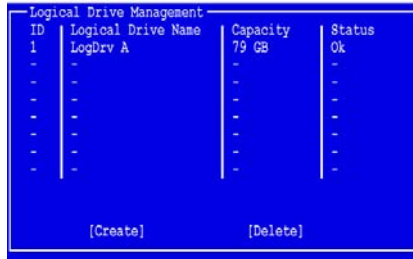 Logical Drive Management
ID Logical Drive Name Capacity Status
1 LogDrv A 79 GB Ok
- - - -
- - - -
- - - -
- - - -
- - - -
- - - -
- - - -
[Create] [Delete]